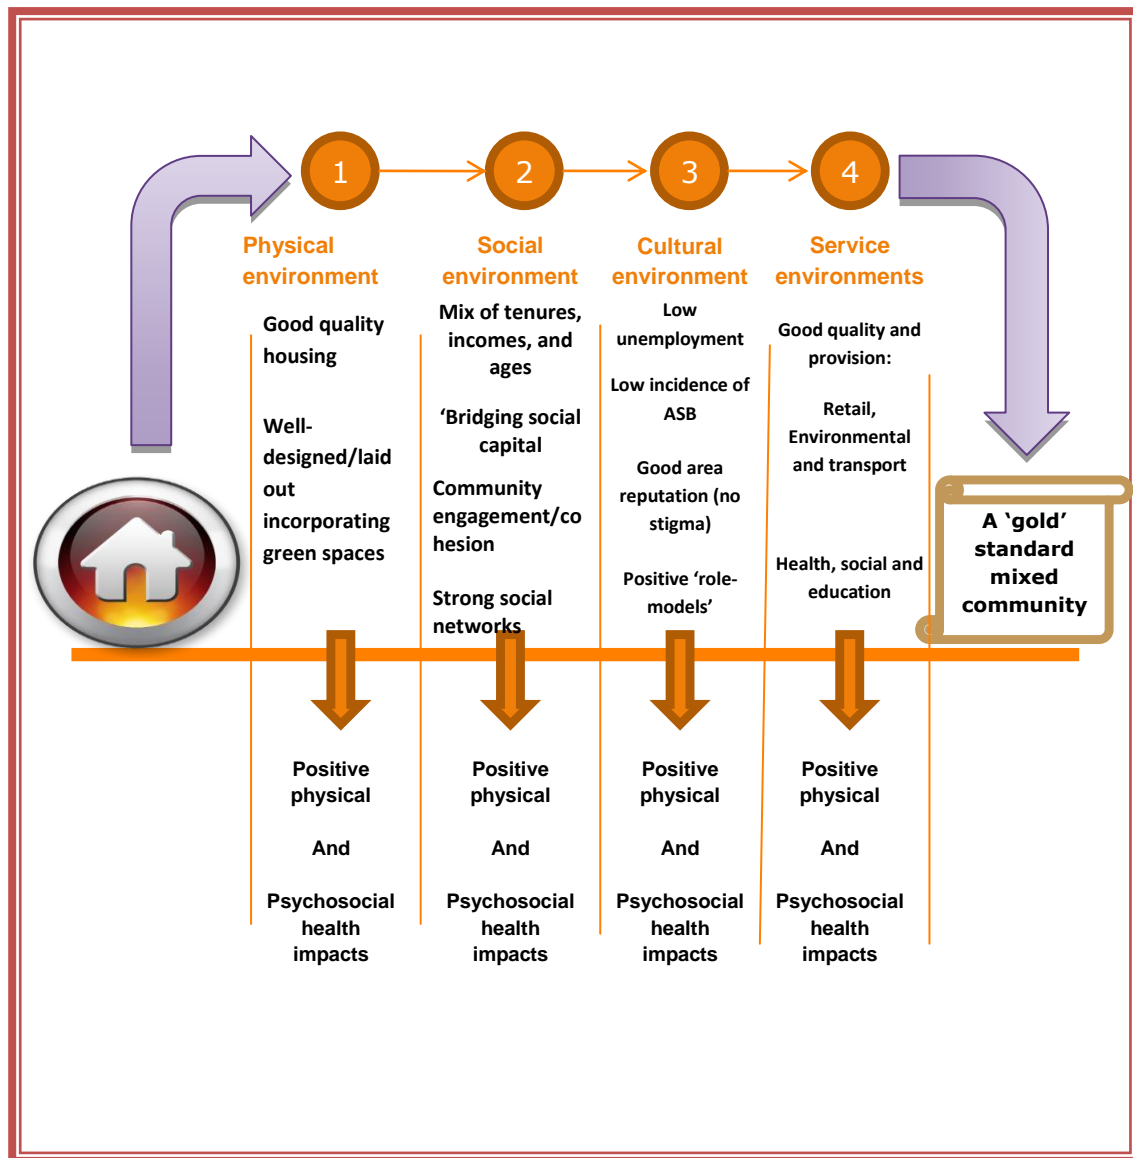 1
2
3
4
Physical
environment
Social
environment
Cultural
environment
Service
environments
Good quality
housing
Well-
designed/laid
out
incorporating
green spaces
Mix of tenures,
incomes, and
ages
‘Bridging social
capital
Community
engagement/co
hesion
Strong social
networks
Low
unemployment
Low incidence of
ASB
Good area
reputation (no
stigma)
Positive ‘role-
models’
Good quality and
provision:
Retail,
Environmental
and transport
Health, social and
education
A ‘gold’
standard
mixed
community
Positive
physical
And
Psychosocial
health
impacts
Positive
physical
And
Psychosocial
health
impacts
Positive
physical
And
Psychosocial
health
impacts
Positive
physical
And
Psychosocial
health
impacts